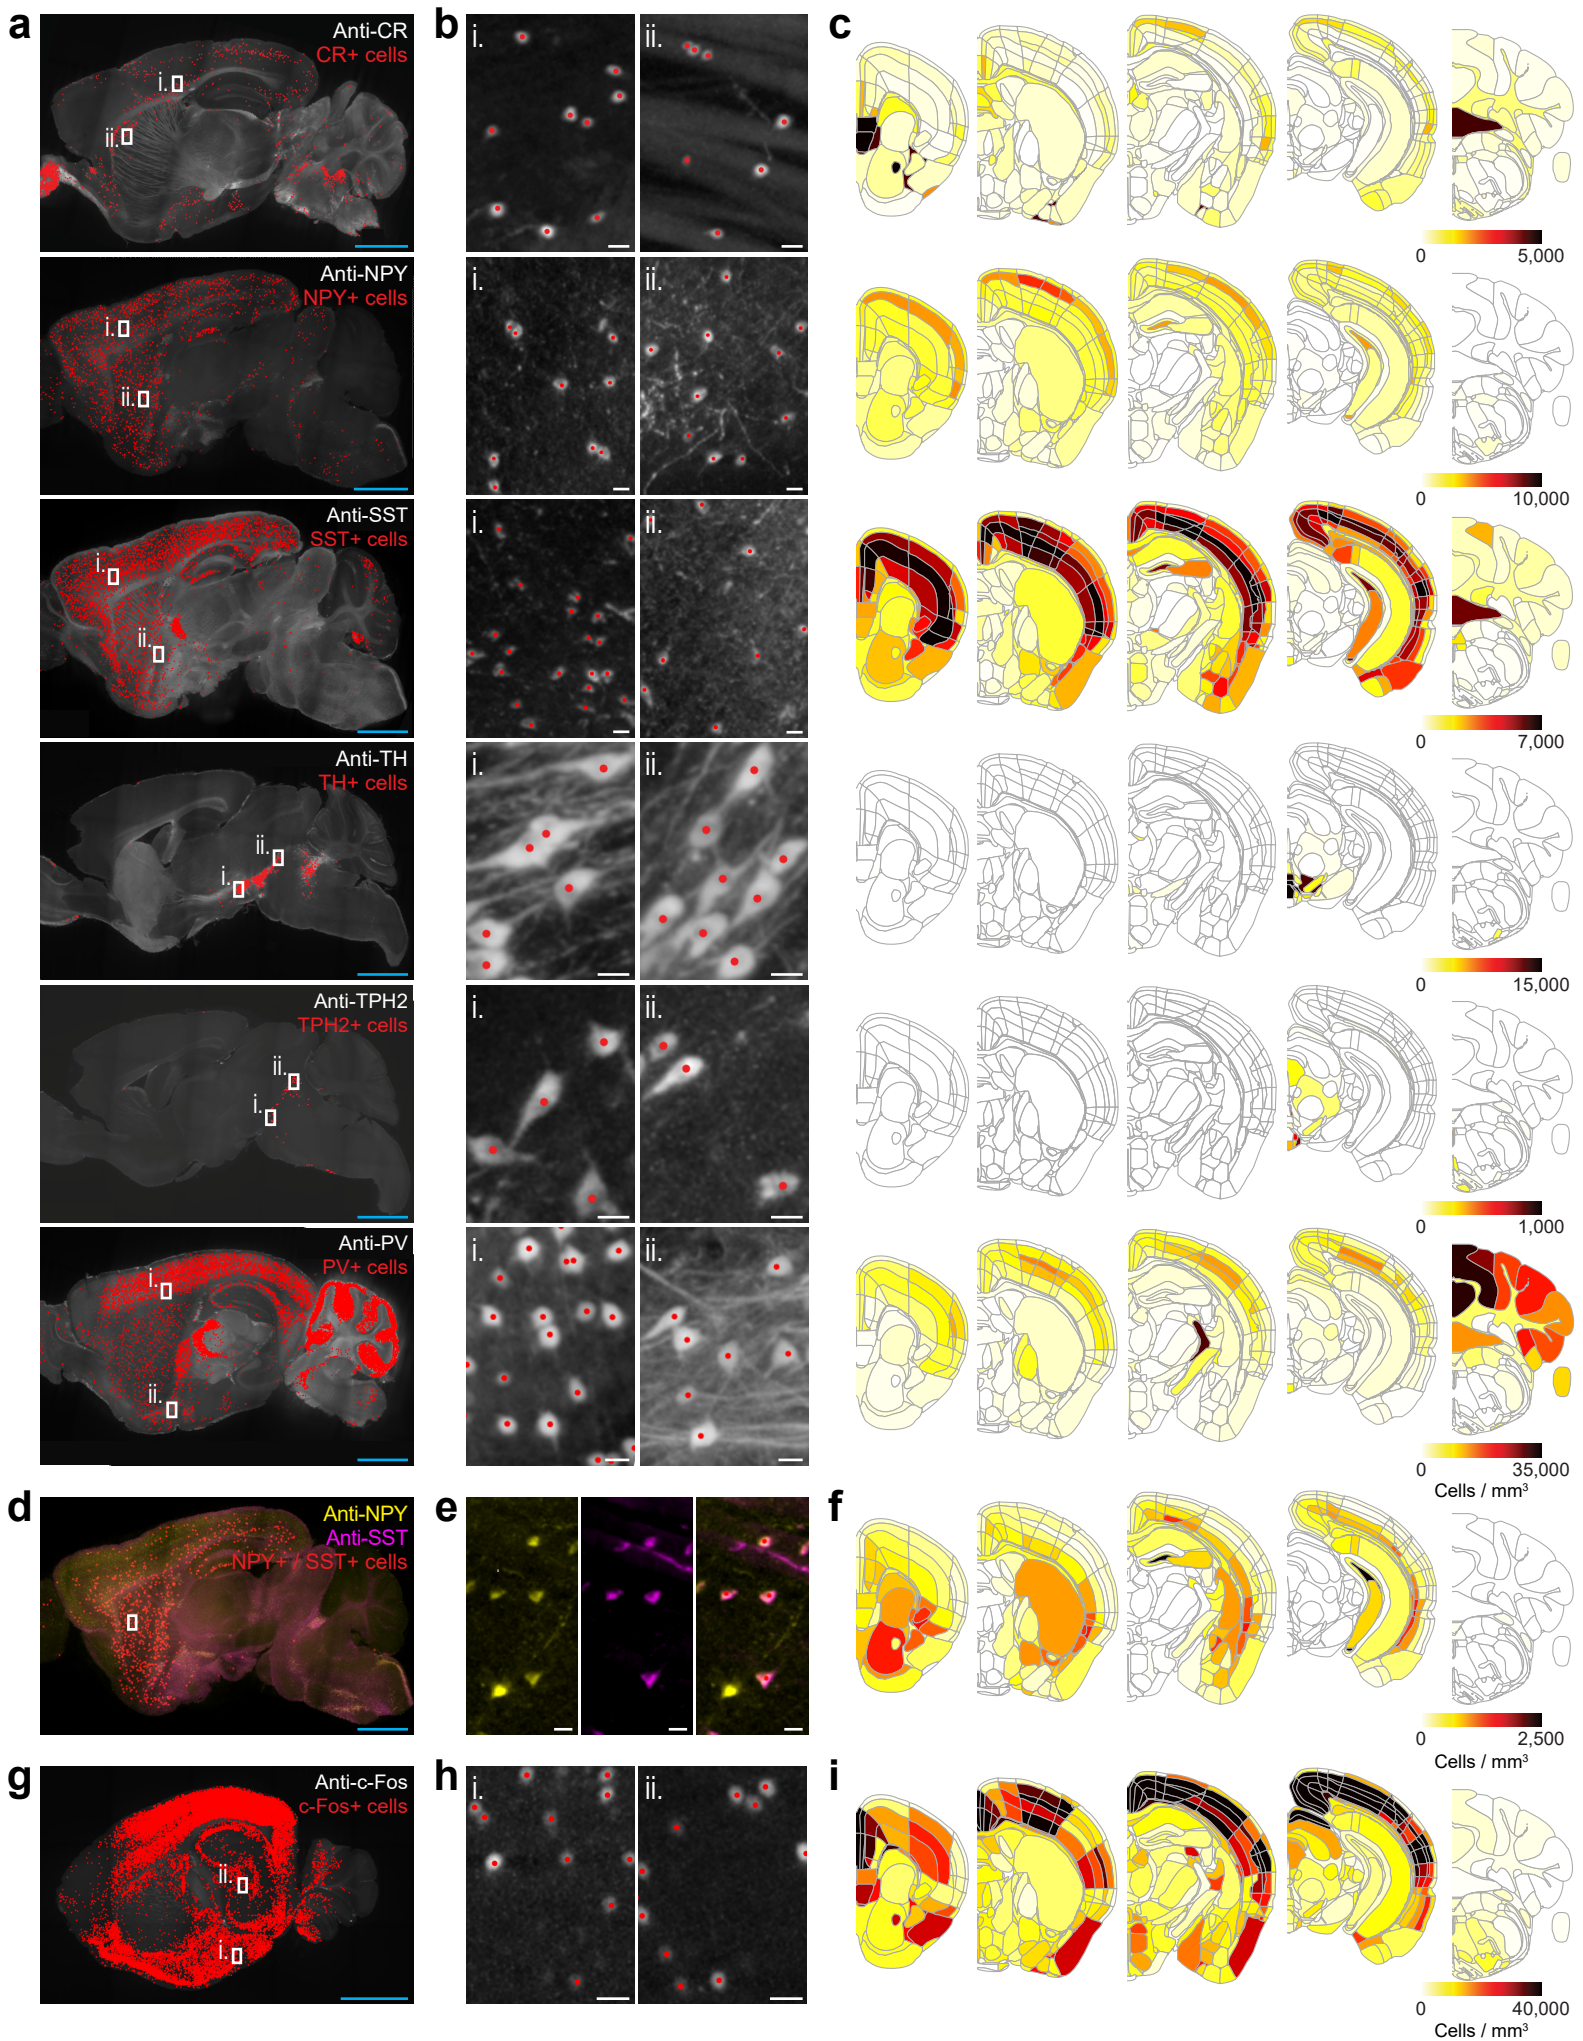 a
Anti-CR
CR+ cells
i.
ii.
b
i.
ii.
c
0 5,000
Anti-NPY
NPY+ cells
i.
ii.
i.
ii.
0 10,000
Anti-SST
SST+ cells
i.
ii.
i.
ii.
0 7,000
Anti-TH
TH+ cells
i.
ii.
i.
ii.
0 15,000
Anti-TPH2
TPH2+ cells
i.
ii.
i.
ii.
0 1,000
Anti-PV
PV+ cells
i.
ii.
i.
ii.
0 35,000
Cells / mm³
d
Anti-NPY
Anti-SST
NPY+ / SST+ cells
e
f
0 2,500
Cells / mm³
g
Anti-c-Fos
c-Fos+ cells
ii.
i.
h
i.
ii.
i
0 40,000
Cells / mm³